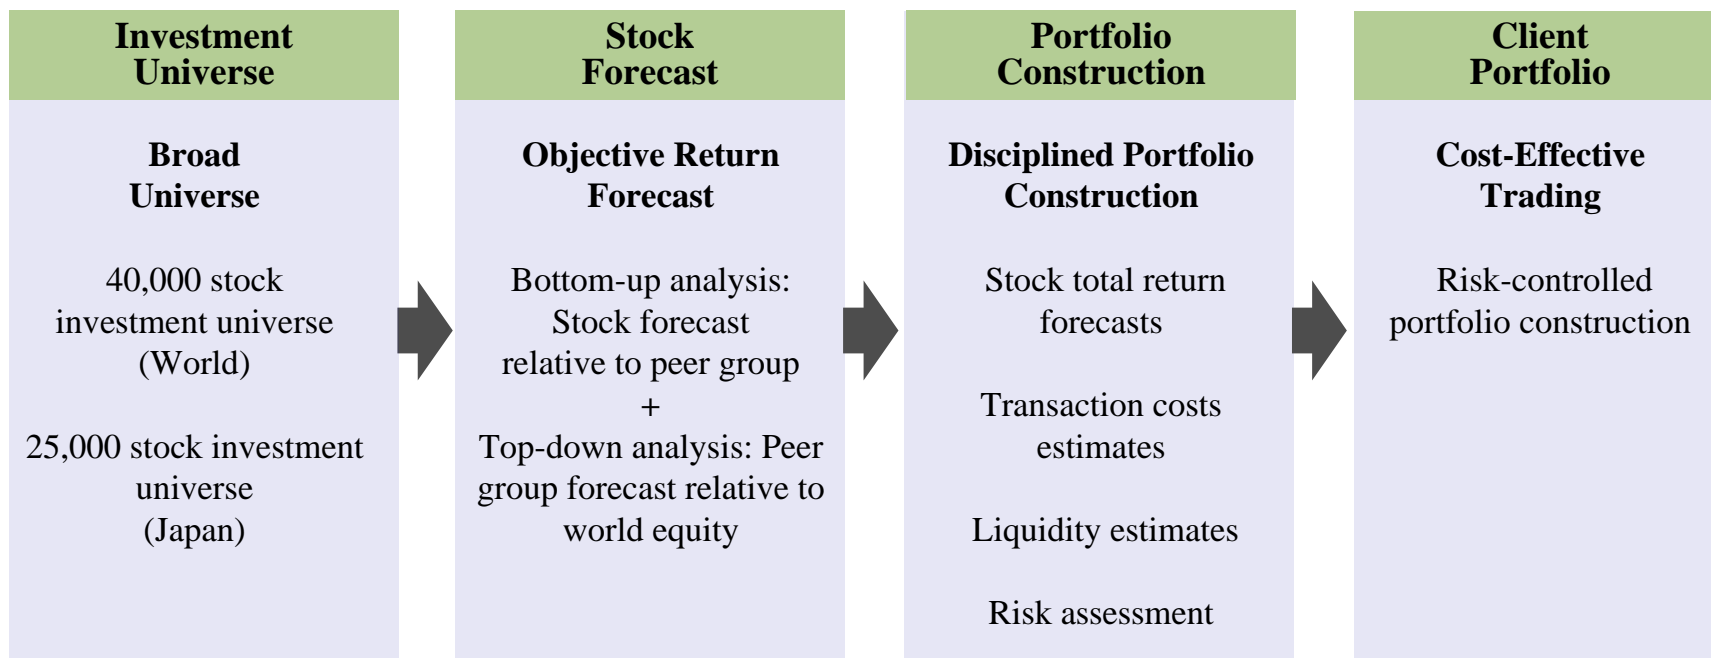 Investment
Universe
Broad
Universe
40,000 stock
investment universe
(World)
25,000 stock investment
universe
(Japan)
Stock
Forecast
Objective Return
Forecast
Bottom-up analysis:
Stock forecast
relative to peer group
+
Top-down analysis: Peer
group forecast relative to
world equity
Portfolio
Construction
Disciplined Portfolio
Construction
Stock total return
forecasts
Transaction costs
estimates
Liquidity estimates
Risk assessment
Client
Portfolio
Cost-Effective
Trading
Risk-controlled
portfolio construction